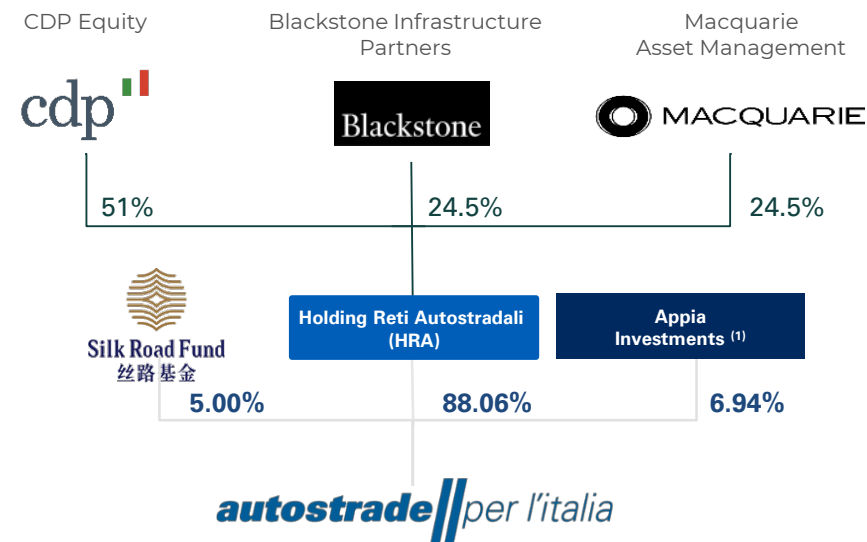 CDP Equity
Blackstone Infrastructure
Partners
Macquarie
Asset Management
cdp
Blackstone
MACQUARIE
51%
24.5%
24.5%
Silk Road Fund
丝路基金
Holding Reti Autostradali
(HRA)
Appia
Investments (1)
5.00%
88.06%
6.94%
autostrade//per l'italia